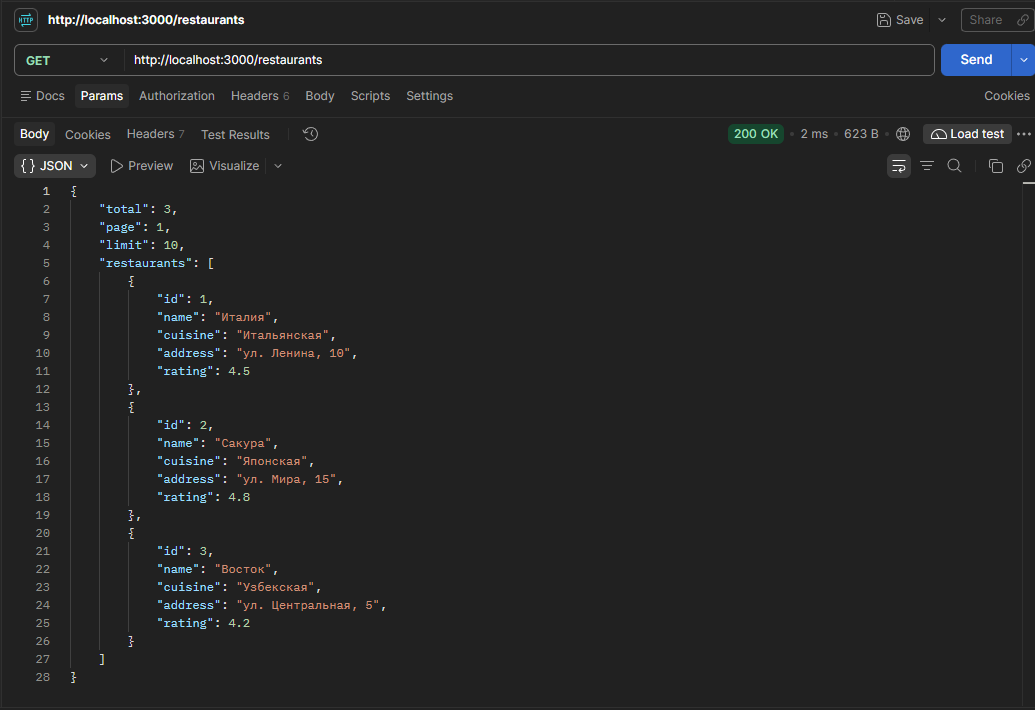 HTTP http://localhost:3000/restaurants Save Share
GET http://localhost:3000/restaurants Send
Docs Params Authorization Headers 6 Body Scripts Settings Cookies
Body Cookies Headers 7 Test Results 200 OK • 2 ms • 623 B • Load test
{ } JSON Preview Visualize
1 {
2 "total": 3,
3 "page": 1,
4 "limit": 10,
5 "restaurants": [
6 {
7 "id": 1,
8 "name": "Италия",
9 "cuisine": "Итальянская",
10 "address": "ул. Ленина, 10",
11 "rating": 4.5
12 },
13 {
14 "id": 2,
15 "name": "Сакура",
16 "cuisine": "Японская",
17 "address": "ул. Мира, 15",
18 "rating": 4.8
19 },
20 {
21 "id": 3,
22 "name": "Восток",
23 "cuisine": "Узбекская",
24 "address": "ул. Центральная, 5",
25 "rating": 4.2
26 }
27 ]
28 }